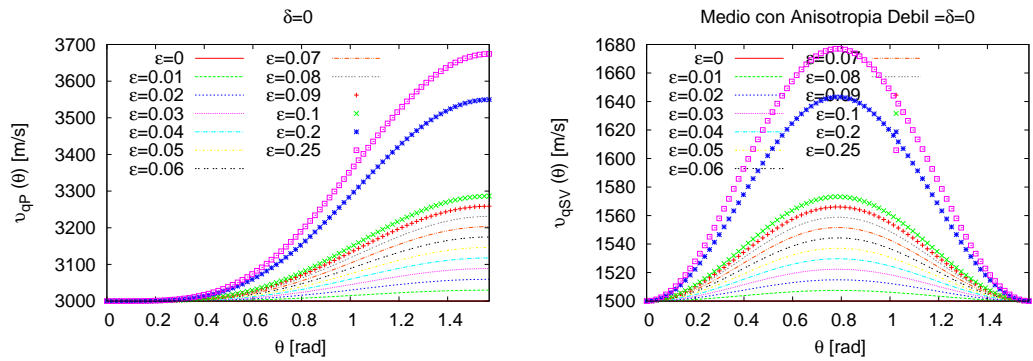 δ=0
υqP (θ) [m/s]
3700
3600
3500
3400
3300
3200
3100
3000
0 0.2 0.4 0.6 0.8 1 1.2 1.4
θ [rad]
ε=0
ε=0.01
ε=0.02
ε=0.03
ε=0.04
ε=0.05
ε=0.06
ε=0.07
ε=0.08
ε=0.09
ε=0.1
ε=0.2
ε=0.25
Medio con Anisotropia Debil =δ=0
υqSV (θ) [m/s]
1680
1660
1640
1620
1600
1580
1560
1540
1520
1500
0 0.2 0.4 0.6 0.8 1 1.2 1.4
θ [rad]
ε=0
ε=0.01
ε=0.02
ε=0.03
ε=0.04
ε=0.05
ε=0.06
ε=0.07
ε=0.08
ε=0.09
ε=0.1
ε=0.2
ε=0.25